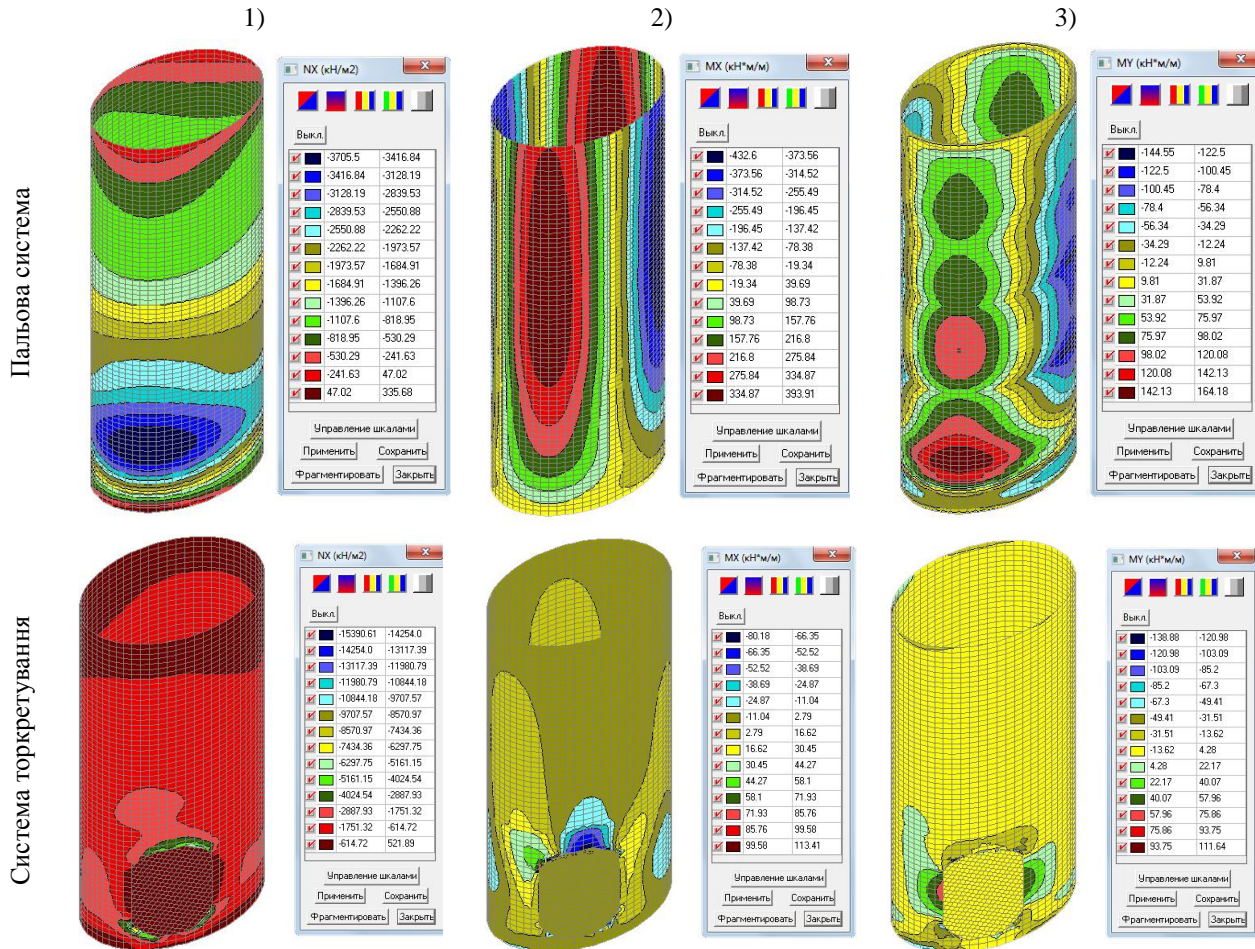 1)
2)
3)
Пальова система
NX (кН/м2)
Выкл.
-3705.5 -3416.84
-3416.84 -3128.19
-3128.19 -2839.53
-2839.53 -2550.88
-2550.88 -2262.22
-2262.22 -1973.57
-1973.57 -1684.91
-1684.91 -1396.26
-1396.26 -1107.6
-1107.6 -818.95
-818.95 -530.29
-530.29 -241.63
-241.63 47.02
47.02 335.68
Управление шкалами
Применить Сохранить
Фрагментировать Закрыть
MX (кН*м/м)
Выкл.
-432.6 -373.56
-373.56 -314.52
-314.52 -255.49
-255.49 -196.45
-196.45 -137.42
-137.42 -78.38
-78.38 -19.34
-19.34 39.69
39.69 98.73
98.73 157.76
157.76 216.8
216.8 275.84
275.84 334.87
334.87 393.91
Управление шкалами
Применить Сохранить
Фрагментировать Закрыть
MY (кН*м/м)
Выкл.
-144.55 -122.5
-122.5 -100.45
-100.45 -78.4
-78.4 -56.34
-56.34 -34.29
-34.29 -12.24
-12.24 9.81
9.81 31.87
31.87 53.92
53.92 75.97
75.97 98.02
98.02 120.08
120.08 142.13
142.13 164.18
Управление шкалами
Применить Сохранить
Фрагментировать Закрыть
Система торкретування
NX (кН/м2)
Выкл.
-15390.61 -14254.0
-14254.0 -13117.39
-13117.39 -11980.79
-11980.79 -10844.18
-10844.18 -9707.57
-9707.57 -8570.97
-8570.97 -7434.36
-7434.36 -6297.75
-6297.75 -5161.15
-5161.15 -4024.54
-4024.54 -2887.93
-2887.93 -1751.32
-1751.32 -614.72
-614.72 521.89
Управление шкалами
Применить Сохранить
Фрагментировать Закрыть
MX (кН*м/м)
Выкл.
-80.18 -66.35
-66.35 -52.52
-52.52 -38.69
-38.69 -24.87
-24.87 -11.04
-11.04 2.79
2.79 16.62
16.62 30.45
30.45 44.27
44.27 58.1
58.1 71.93
71.93 85.76
85.76 99.58
99.58 113.41
Управление шкалами
Применить Сохранить
Фрагментировать Закрыть
MY (кН*м/м)
Выкл.
-138.88 -120.98
-120.98 -103.09
-103.09 -85.2
-85.2 -67.3
-67.3 -49.41
-49.41 -31.51
-31.51 -13.62
-13.62 4.28
4.28 22.17
22.17 40.07
40.07 57.96
57.96 75.86
75.86 93.75
93.75 111.64
Управление шкалами
Применить Сохранить
Фрагментировать Закрыть